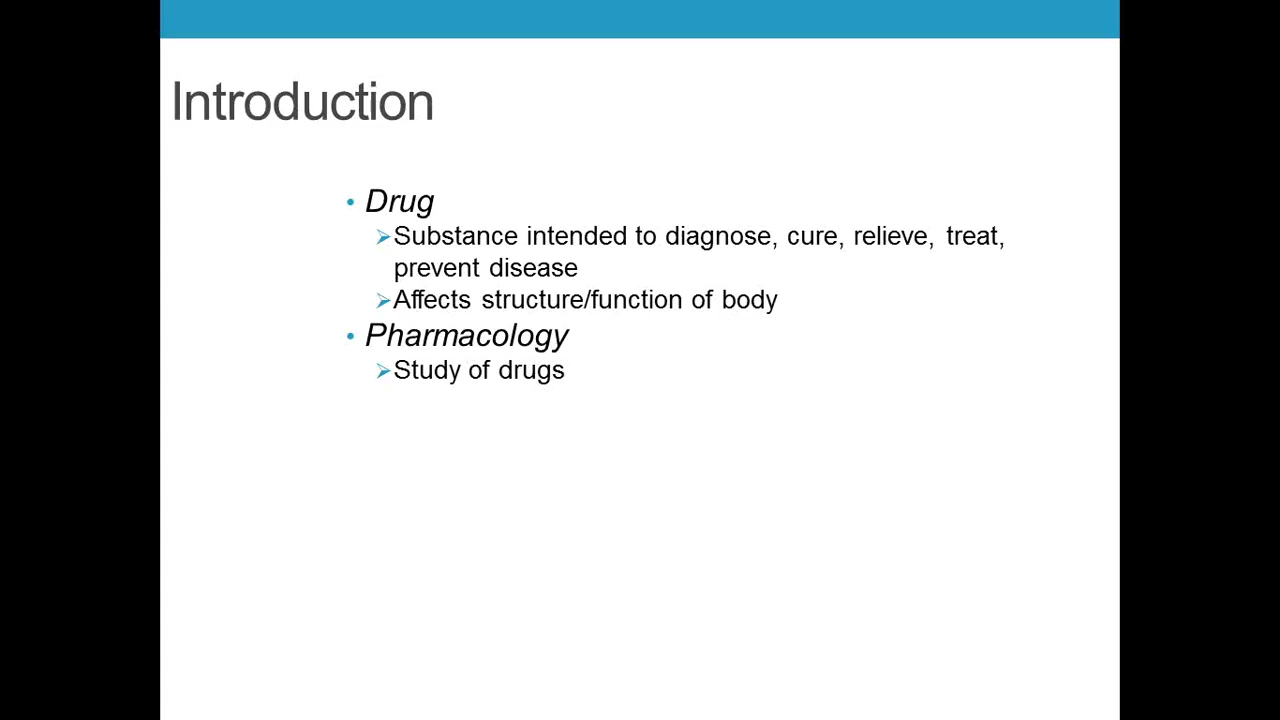 Introduction
• Drug
➢Substance intended to diagnose, cure, relieve, treat,
prevent disease
➢Affects structure/function of body
• Pharmacology
➢Study of drugs